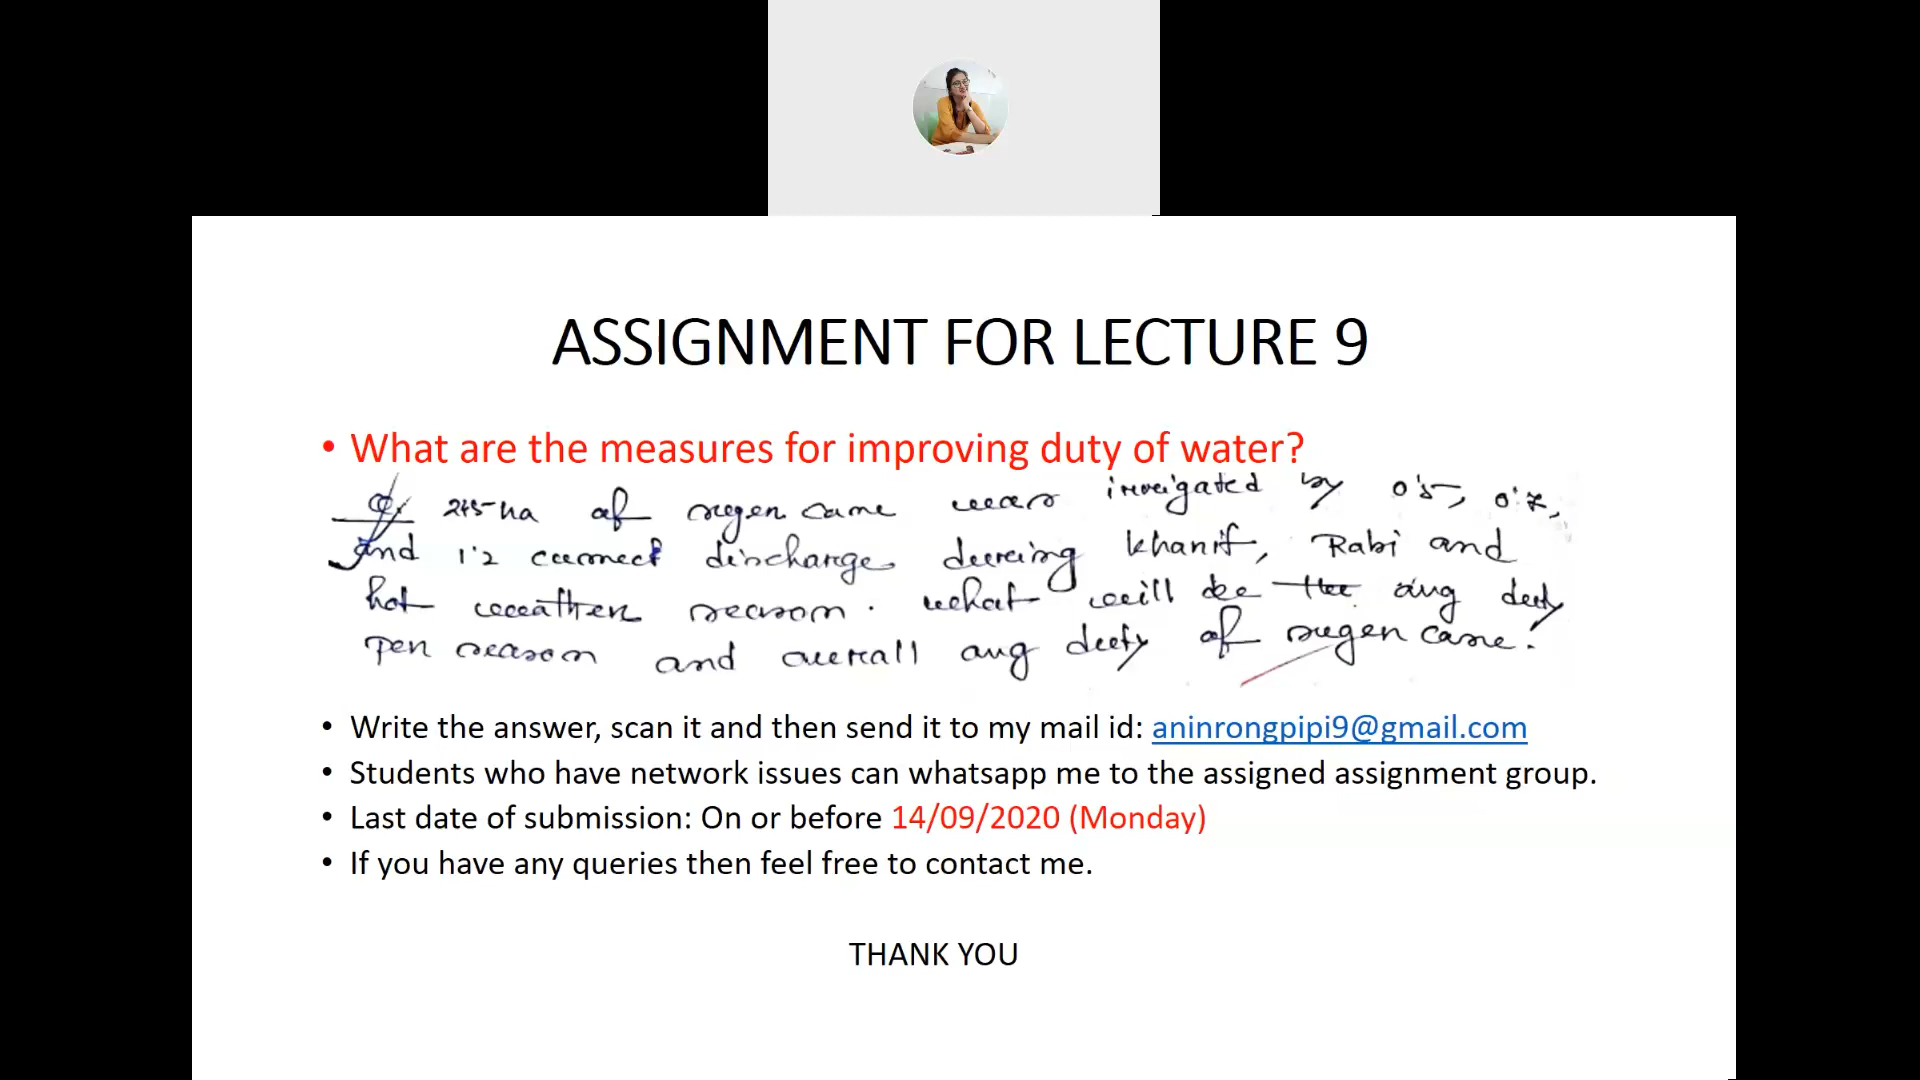 ASSIGNMENT FOR LECTURE 9
• What are the measures for improving duty of water?
Q. 245 ha of sugar cane was irrigated by 0.5, 0.7,
and 1.2 cumect discharge during kharif, Rabi and
hot weather season. What will be the avg duty
per season and overall avg duty of sugar cane.
• Write the answer, scan it and then send it to my mail id: aninrongpipi9@gmail.com
• Students who have network issues can whatsapp me to the assigned assignment group.
• Last date of submission: On or before 14/09/2020 (Monday)
• If you have any queries then feel free to contact me.
THANK YOU